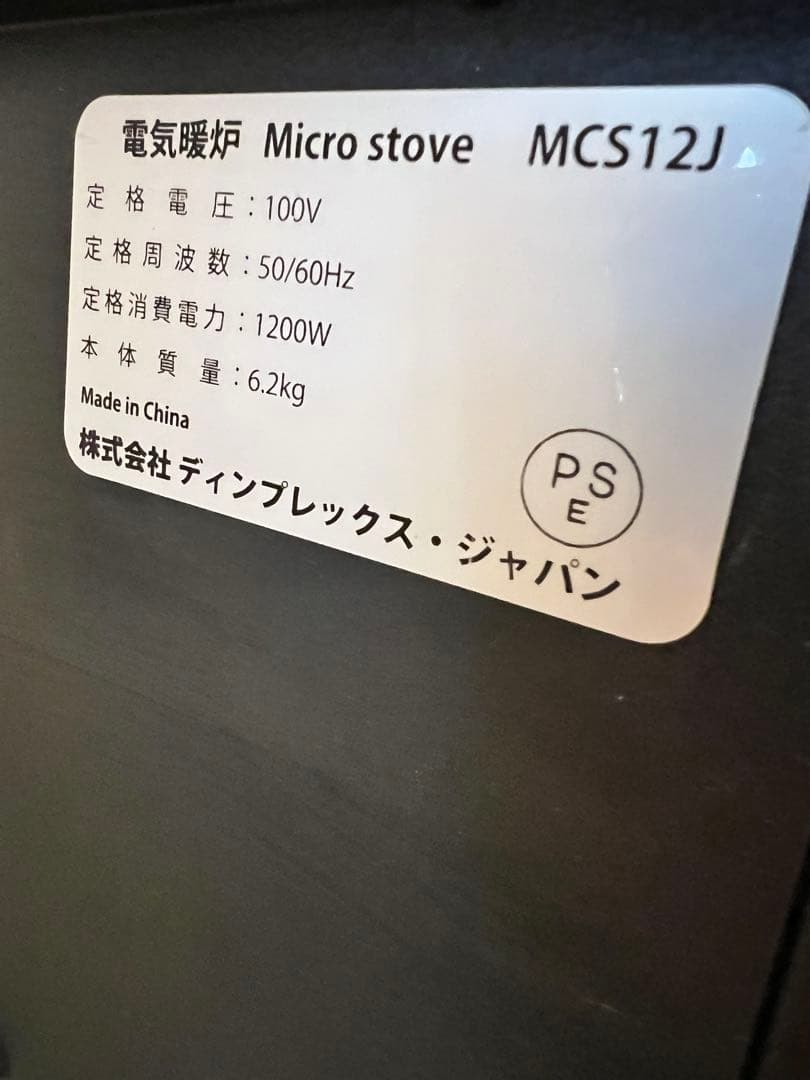 電気暖炉 Micro stove MCS12J
定格電圧：100V
定格周波数：50/60Hz
定格消費電力：1200W
本体質量：6.2kg
Made in China
株式会社 ディンプレックス・ジャパン
PS
E